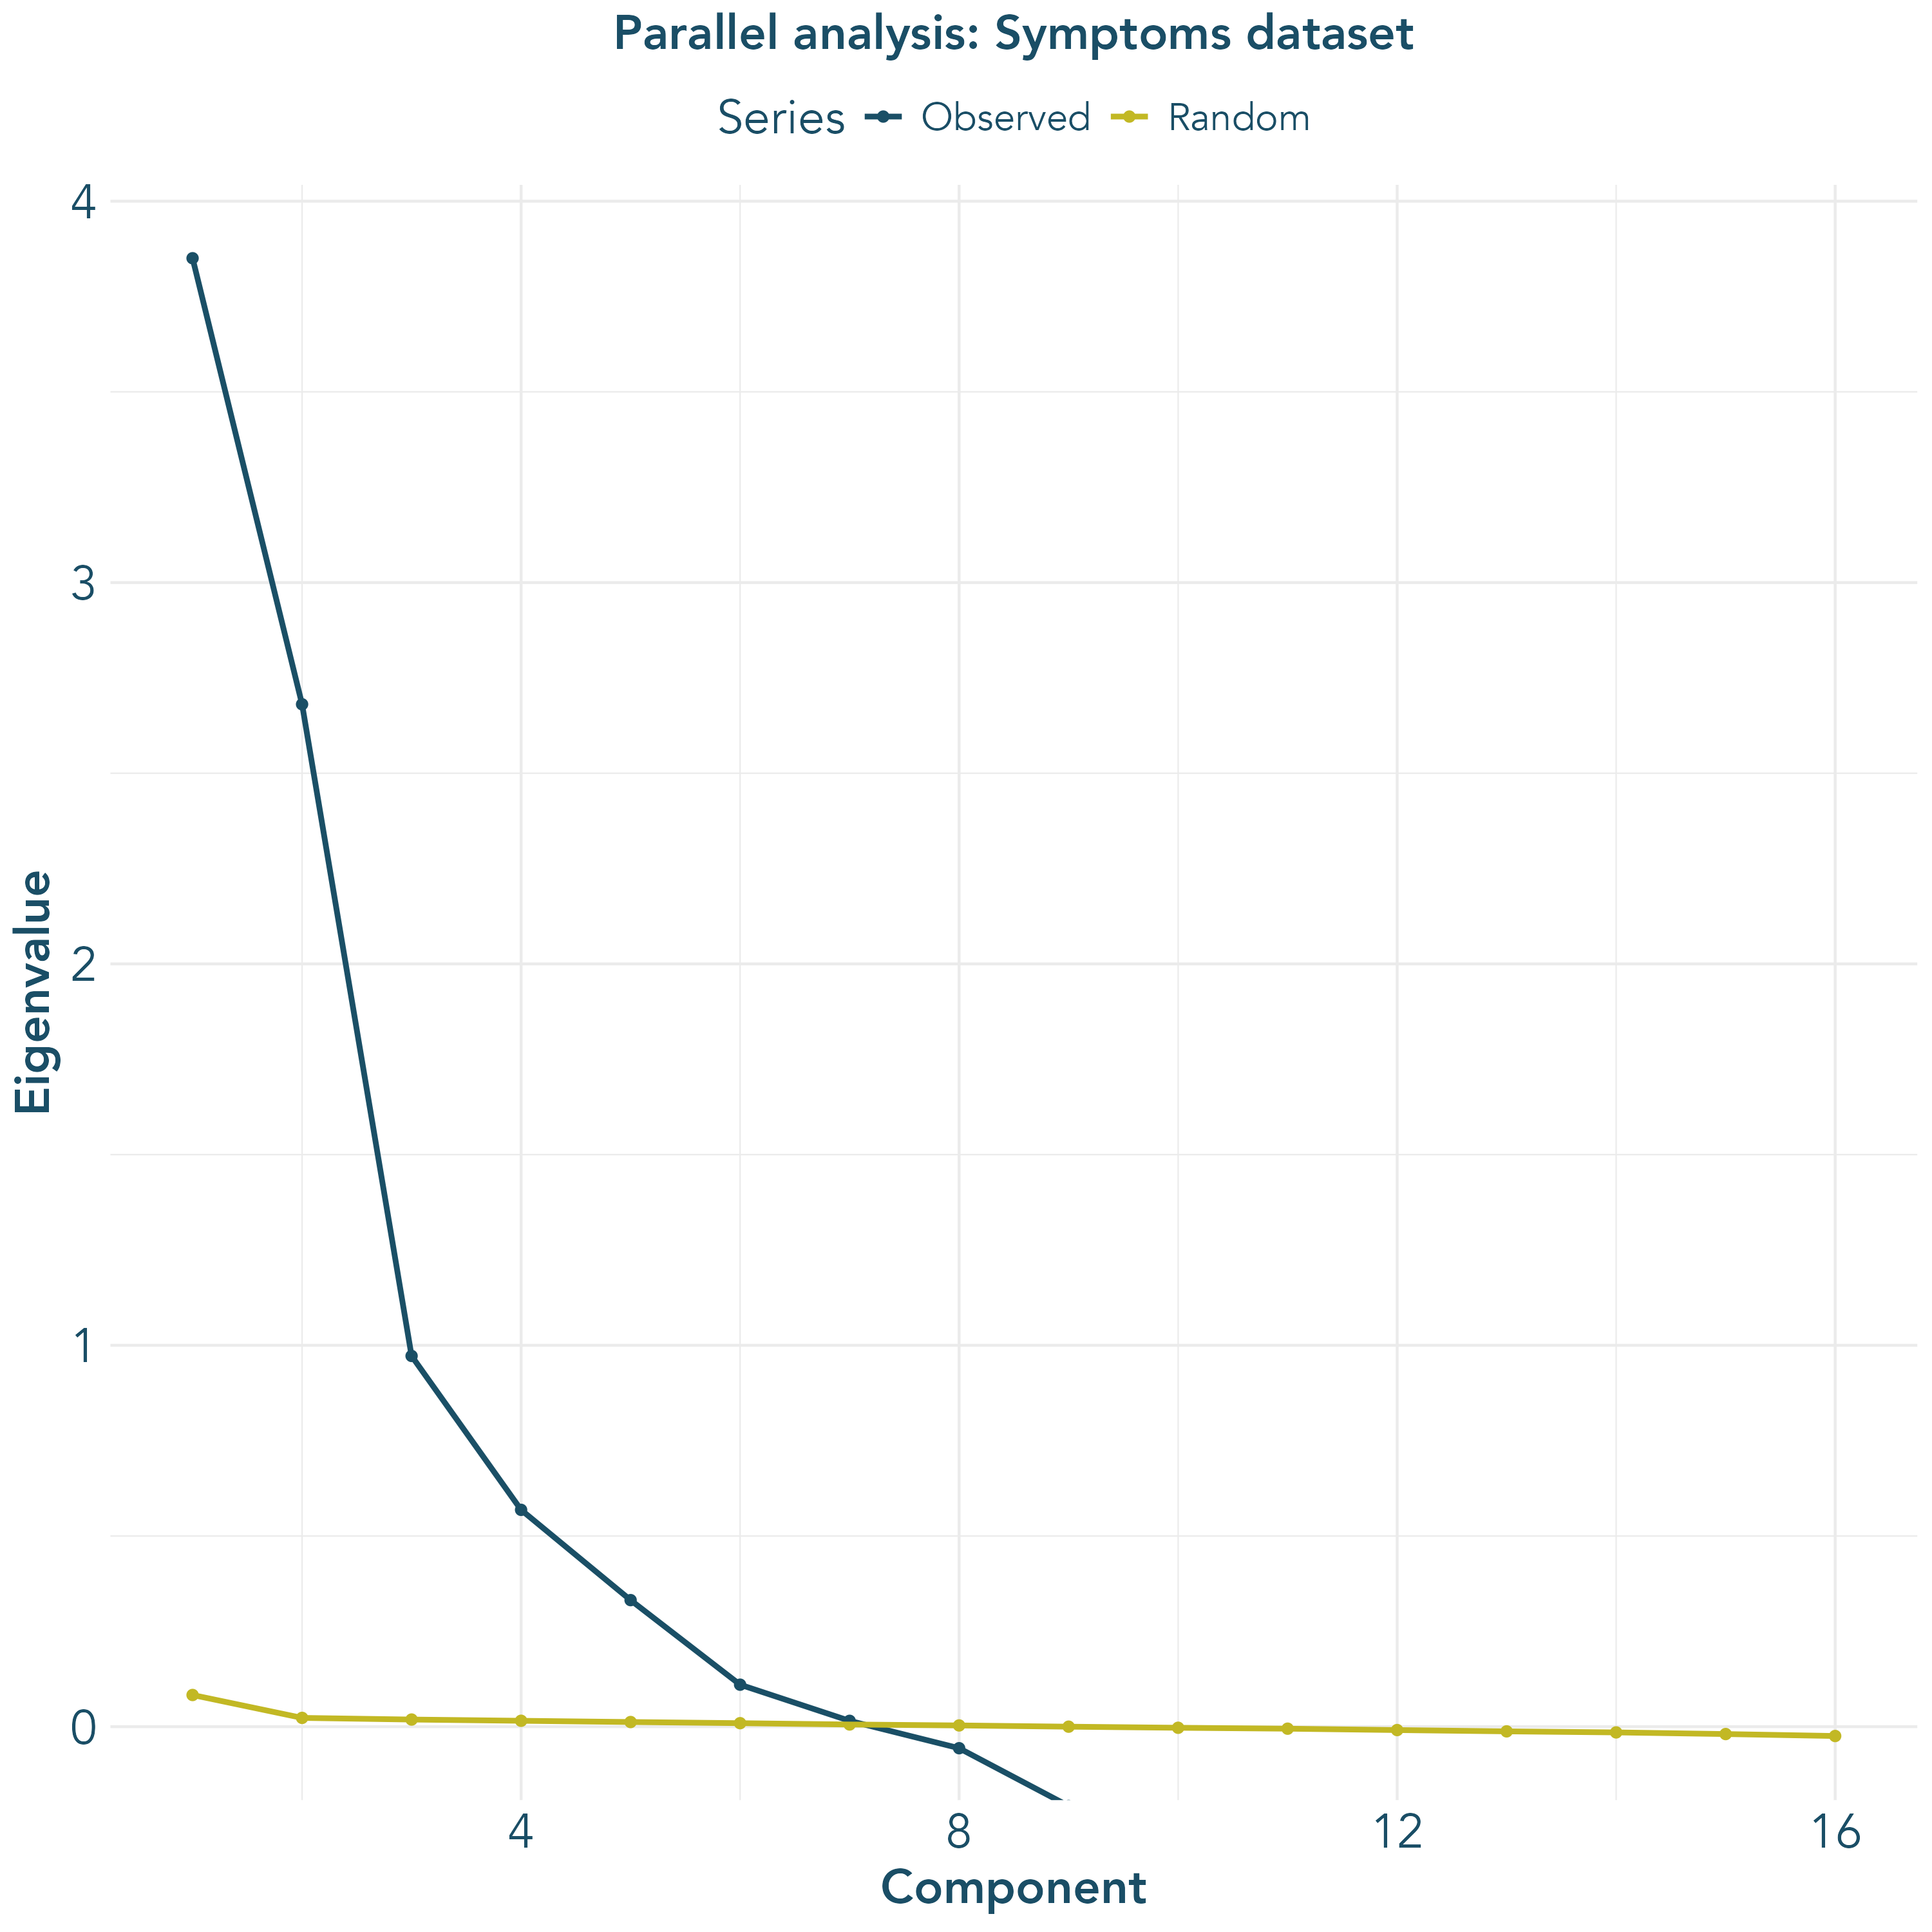 Parallel analysis: Symptoms dataset
Series Observed Random
4
3
2
1
0
Eigenvalue
4 8 12 16
Component